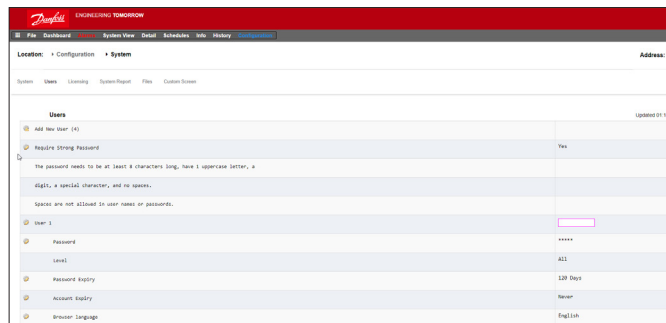 Danfoss ENGINEERING TOMORROW
File Dashboard System View Detail Schedules Info History Configuration
Location: Configuration System Address:
System Users Licensing System Report Files Custom Screen
Users Updated 01:1
Add New User (4)
Require Strong Password Yes
The password needs to be at least 8 characters long, have 1 uppercase letter, a
digit, a special character, and no spaces.
Spaces are not allowed in user names or passwords.
User 1
Password *****
Level All
Password Expiry 120 Days
Account Expiry Never
Browser language English